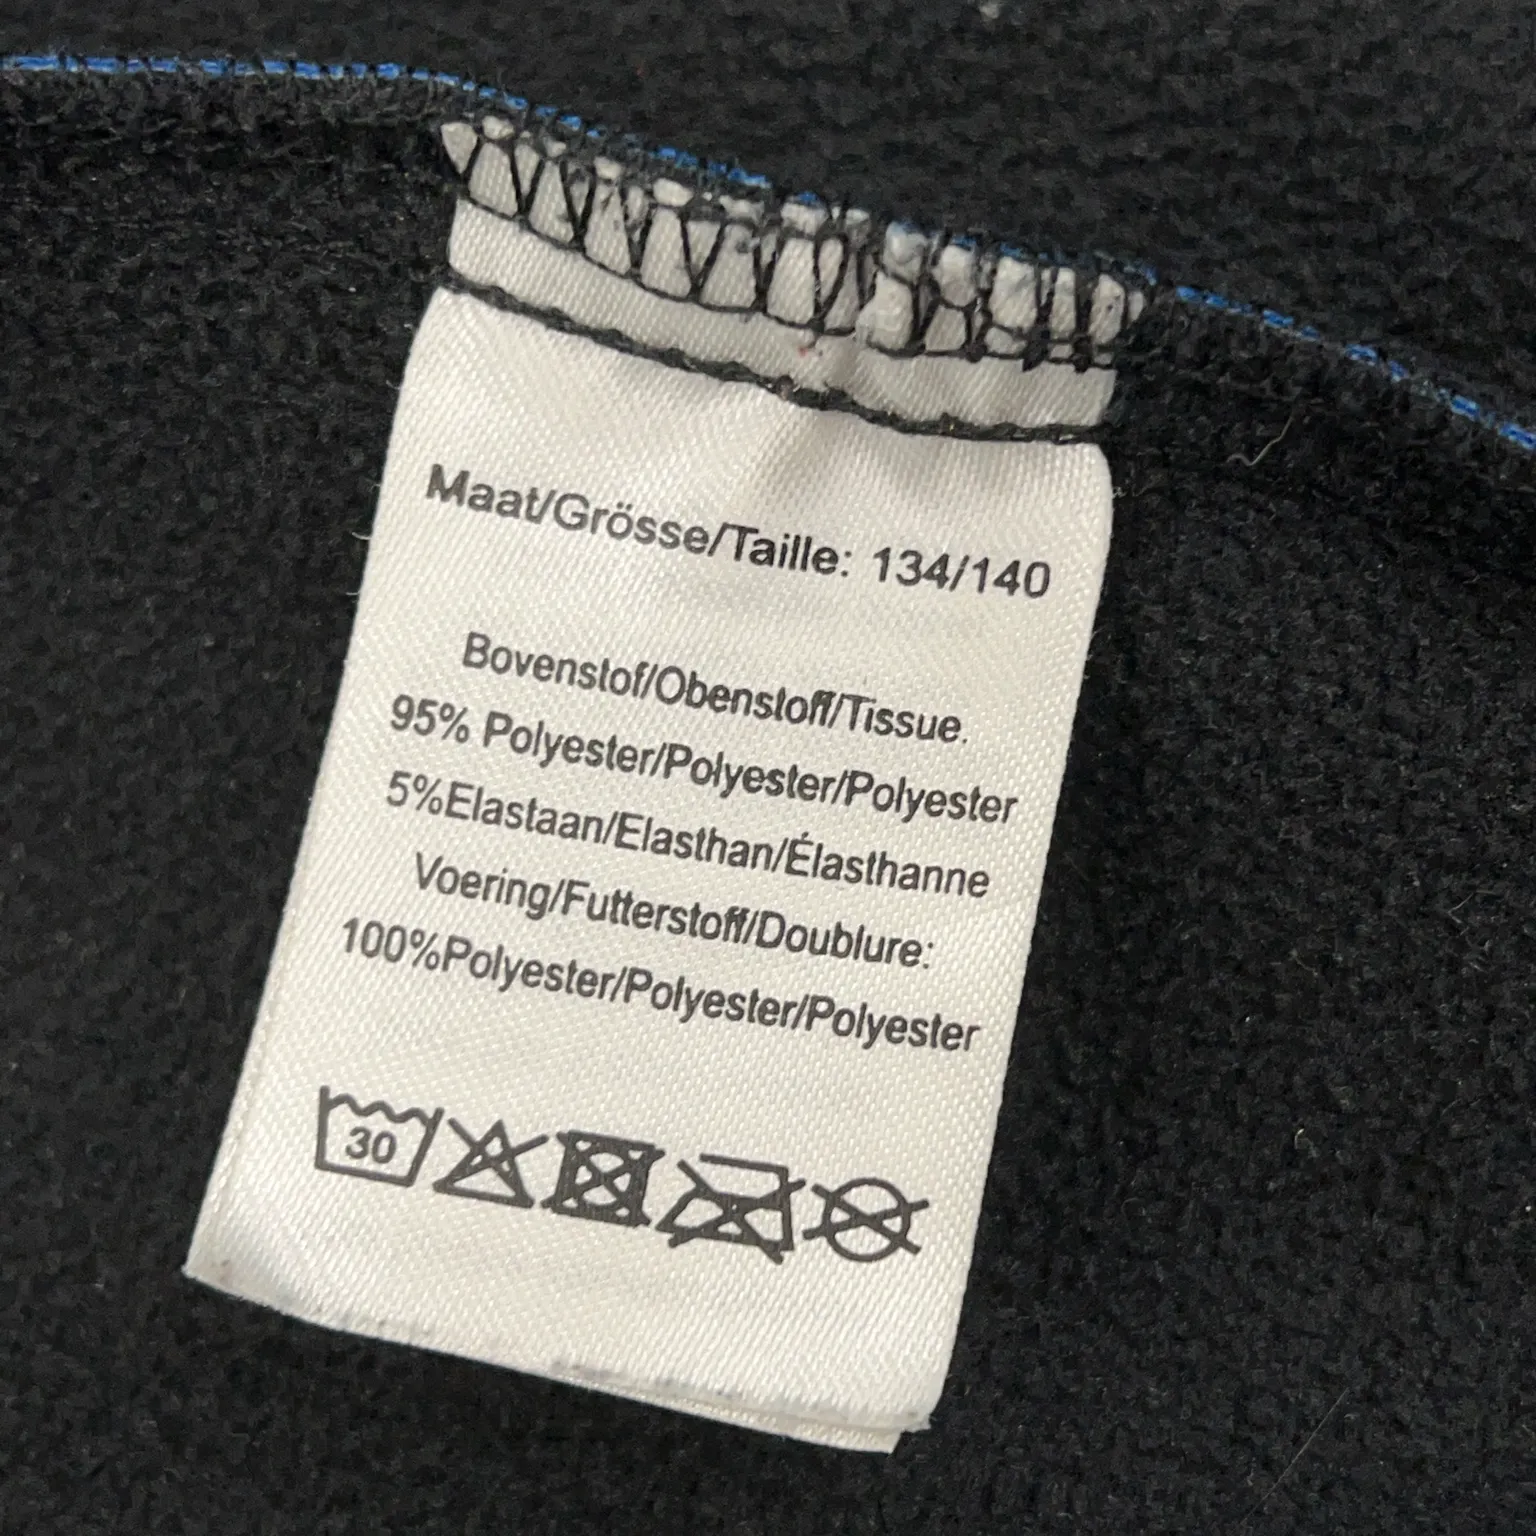 Maat/Grösse/Taille: 134/140
Bovenstof/Obenstoff/Tissue.
95% Polyester/Polyester/Polyester
5%Elastaan/Elasthan/Élasthanne
Voering/Futterstoff/Doublure:
100%Polyester/Polyester/Polyester
30